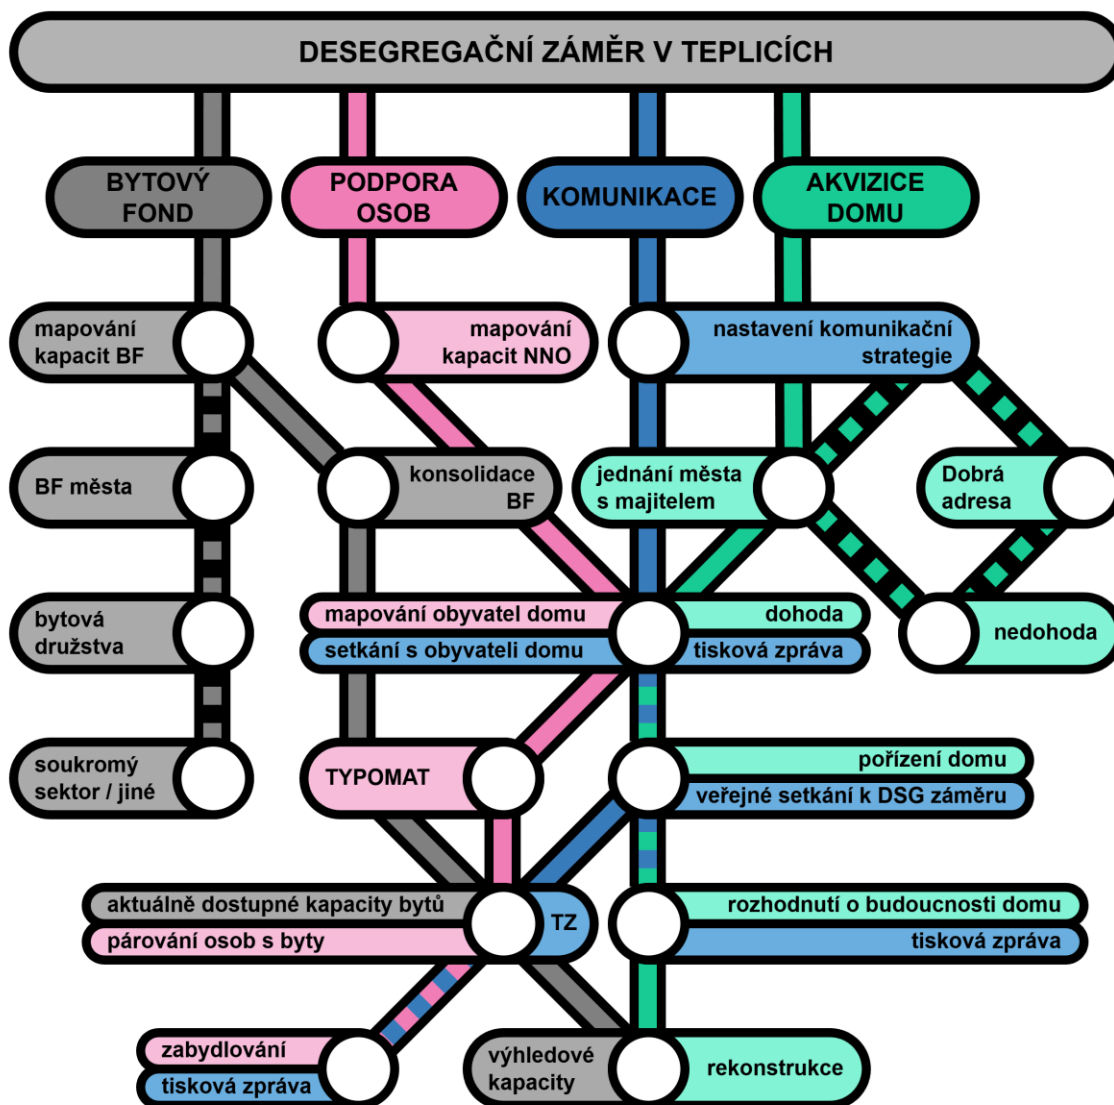 DESEGREGAČNÍ ZÁMĚR V TEPLICÍCH
BYTOVÝ
FOND
PODPORA
OSOB
KOMUNIKACE
AKVIZICE
DOMU
mapování
kapacit BF
mapování
kapacit NNO
nastavení komunikační
strategie
BF města
konsolidace
BF
jednání města
s majitelem
Dobrá
adresa
bytová
družstva
mapování obyvatel domu
setkání s obyvateli domu
dohoda
tisková zpráva
nedohoda
soukromý
sektor / jiné
TYPOMAT
pořízení domu
veřejné setkání k DSG záměru
aktuálně dostupné kapacity bytů
párování osob s byty
TZ
rozhodnutí o budoucnosti domu
tisková zpráva
zabydlování
tisková zpráva
výhledové
kapacity
rekonstrukce